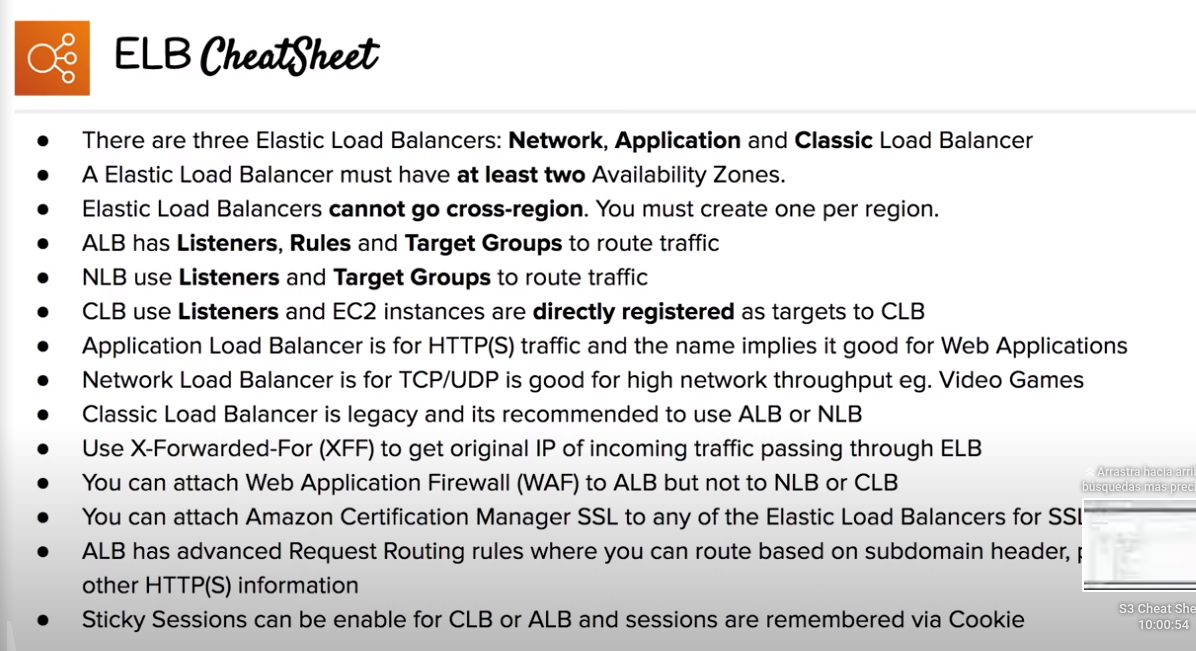 ELB CheatSheet
● There are three Elastic Load Balancers: Network, Application and Classic Load Balancer
● A Elastic Load Balancer must have at least two Availability Zones.
● Elastic Load Balancers cannot go cross-region. You must create one per region.
● ALB has Listeners, Rules and Target Groups to route traffic
● NLB use Listeners and Target Groups to route traffic
● CLB use Listeners and EC2 instances are directly registered as targets to CLB
● Application Load Balancer is for HTTP(S) traffic and the name implies it good for Web Applications
● Network Load Balancer is for TCP/UDP is good for high network throughput eg. Video Games
● Classic Load Balancer is legacy and its recommended to use ALB or NLB
● Use X-Forwarded-For (XFF) to get original IP of incoming traffic passing through ELB
Arrastra hacia
búsquedas más
● You can attach Web Application Firewall (WAF) to ALB but not to NLB or CLB
● You can attach Amazon Certification Manager SSL to any of the Elastic Load Balancers for SSL
● ALB has advanced Request Routing rules where you can route based on subdomain header,
other HTTP(S) information
● Sticky Sessions can be enable for CLB or ALB and sessions are remembered via Cookie
S3 Cheat
10:00:54